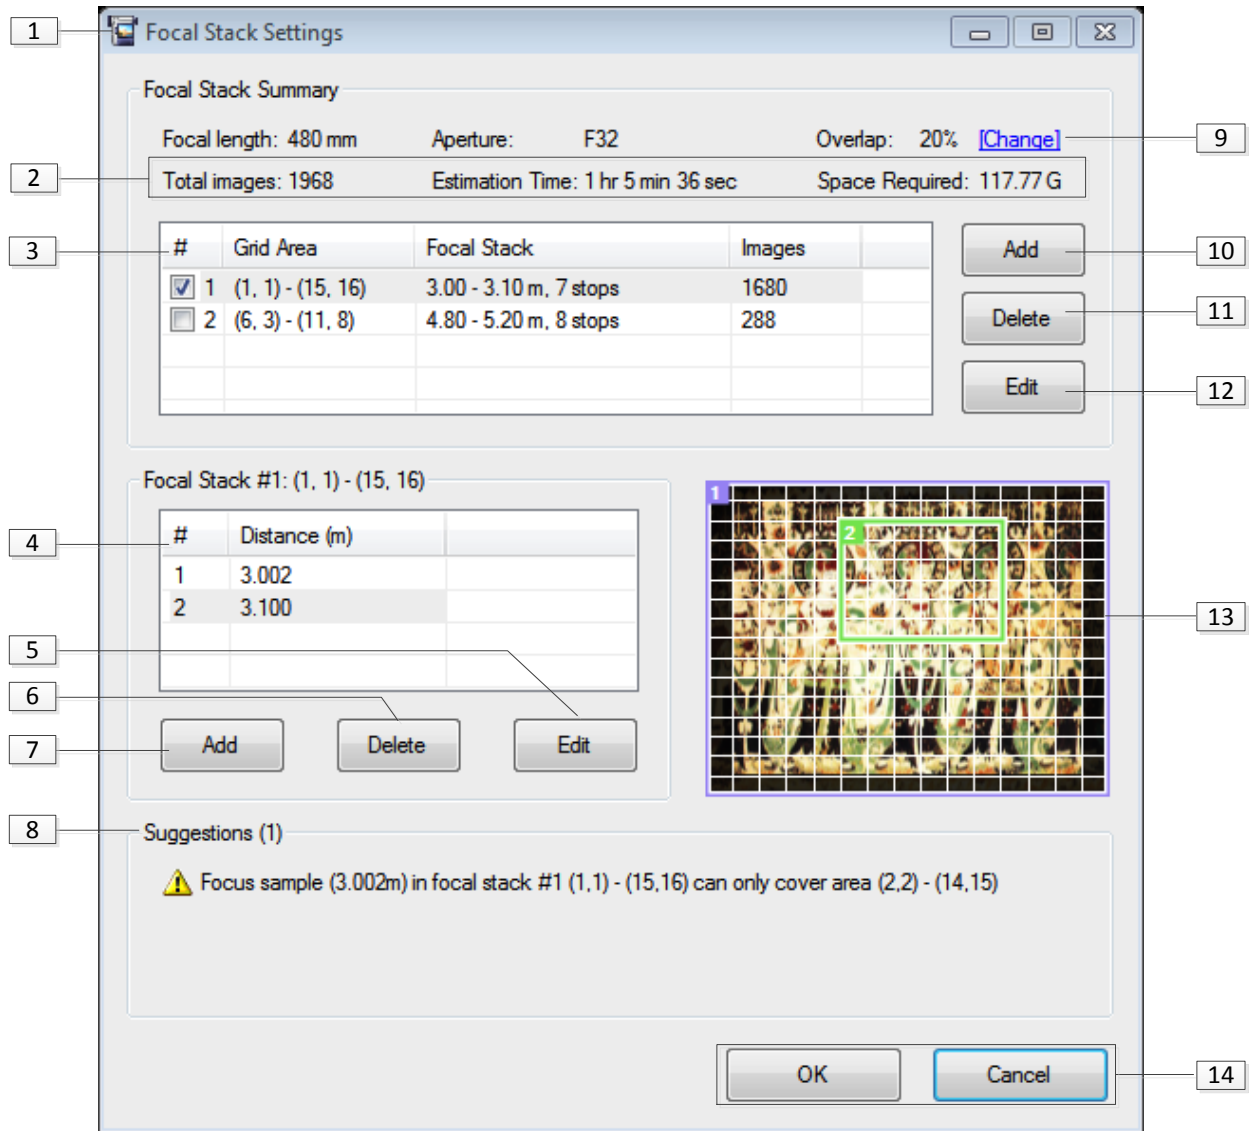 1 Focal Stack Settings
Focal Stack Summary
Focal length: 480 mm Aperture: F32 Overlap: 20% [Change] 9
2 Total images: 1968 Estimation Time: 1 hr 5 min 36 sec Space Required: 117.77 G
3 # Grid Area Focal Stack Images Add 10
1 (1, 1) - (15, 16) 3.00 - 3.10 m, 7 stops 1680
2 (6, 3) - (11, 8) 4.80 - 5.20 m, 8 stops 288 Delete 11
Edit 12
Focal Stack #1: (1, 1) - (15, 16)
1
4 # Distance (m) 2
1 3.002
2 3.100 13
5
6
7 Add Delete Edit
8 Suggestions (1)
Focus sample (3.002m) in focal stack #1 (1,1) - (15,16) can only cover area (2,2) - (14,15)
OK Cancel 14